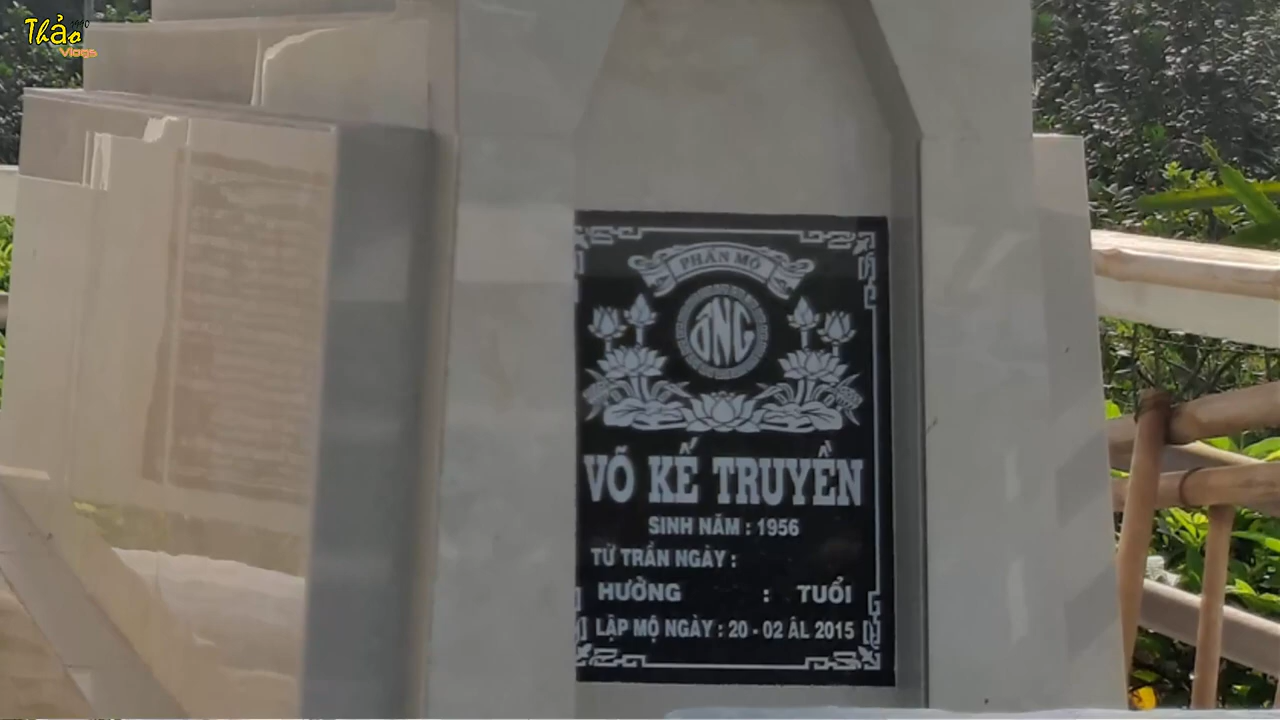 Thảo 1990
Vlogs
PHẦN MỘ
ÔNG
VÕ KẾ TRUYỀN
SINH NĂM : 1956
TỪ TRẦN NGÀY :
HƯỞNG : TUỔI
LẬP MỘ NGÀY : 20 - 02 ÂL 2015